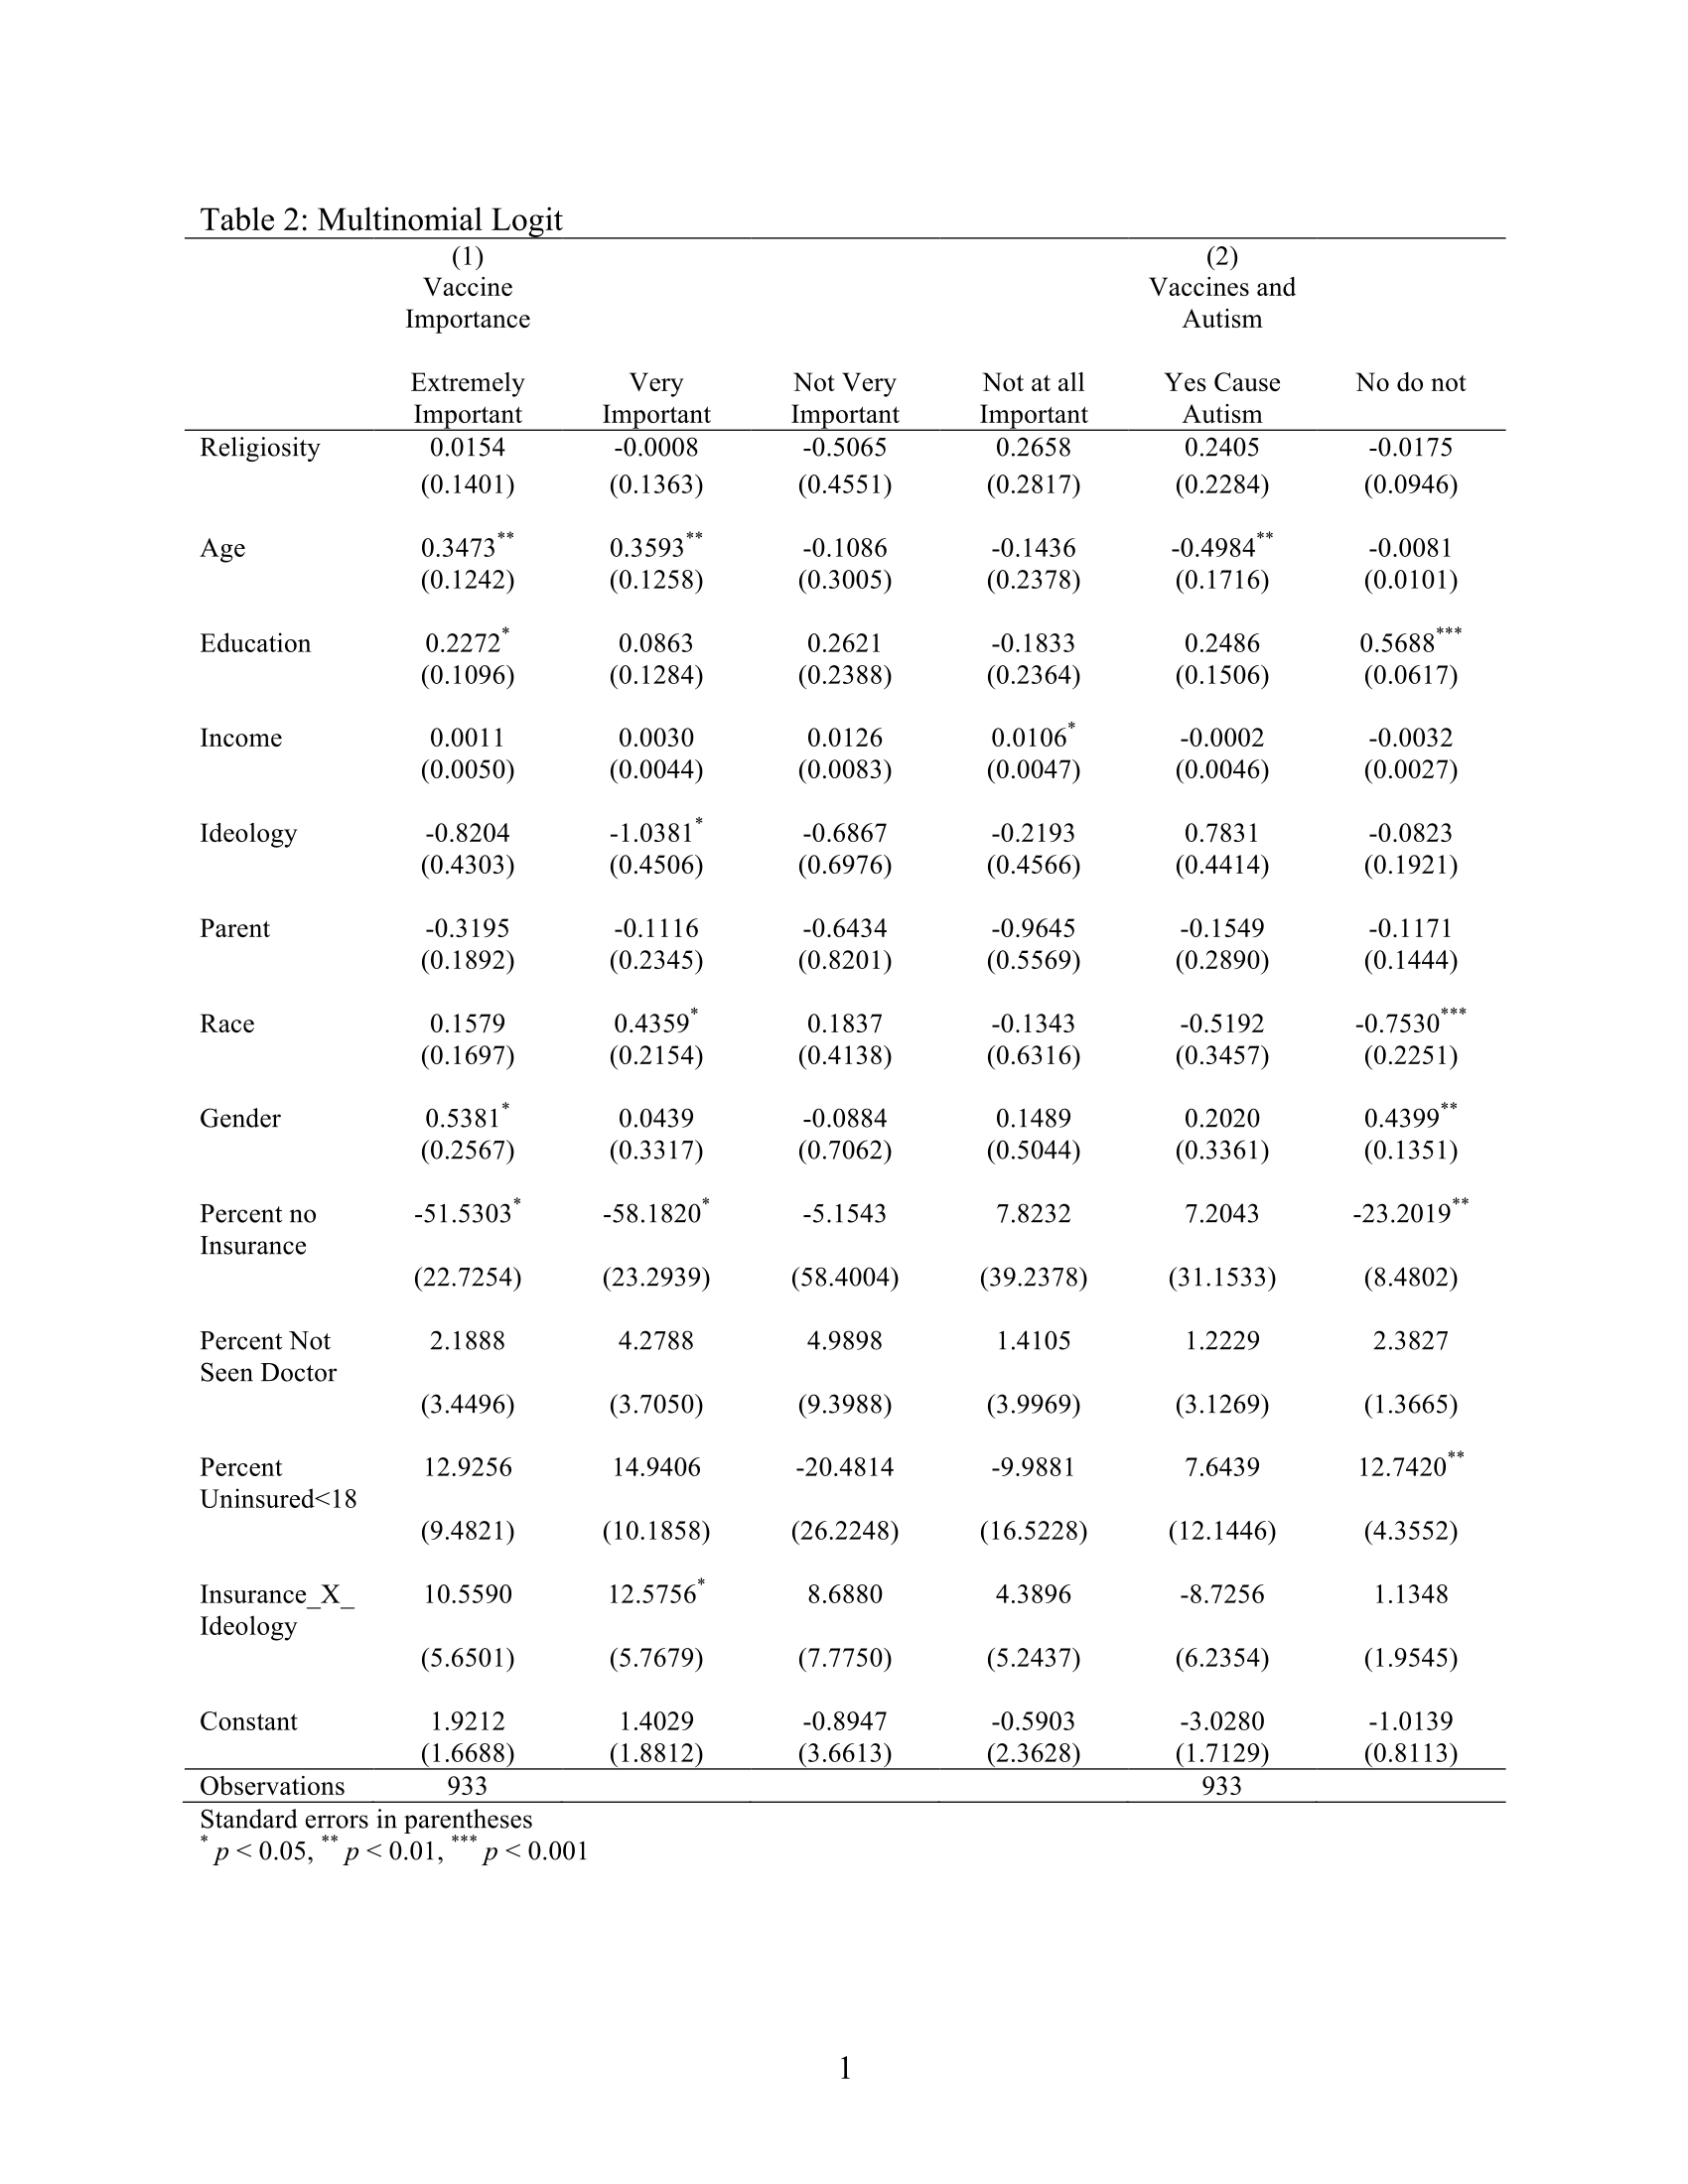 Table 2: Multinomial Logit
(1) (2)
Vaccine Vaccines and
Importance Autism
Extremely Very Not Very Not at all Yes Cause No do not
Important Important Important Important Autism
Religiosity 0.0154 -0.0008 -0.5065 0.2658 0.2405 -0.0175
(0.1401) (0.1363) (0.4551) (0.2817) (0.2284) (0.0946)
Age 0.3473** 0.3593** -0.1086 -0.1436 -0.4984** -0.0081
(0.1242) (0.1258) (0.3005) (0.2378) (0.1716) (0.0101)
Education 0.2272* 0.0863 0.2621 -0.1833 0.2486 0.5688***
(0.1096) (0.1284) (0.2388) (0.2364) (0.1506) (0.0617)
Income 0.0011 0.0030 0.0126 0.0106* -0.0002 -0.0032
(0.0050) (0.0044) (0.0083) (0.0047) (0.0046) (0.0027)
Ideology -0.8204 -1.0381* -0.6867 -0.2193 0.7831 -0.0823
(0.4303) (0.4506) (0.6976) (0.4566) (0.4414) (0.1921)
Parent -0.3195 -0.1116 -0.6434 -0.9645 -0.1549 -0.1171
(0.1892) (0.2345) (0.8201) (0.5569) (0.2890) (0.1444)
Race 0.1579 0.4359* 0.1837 -0.1343 -0.5192 -0.7530***
(0.1697) (0.2154) (0.4138) (0.6316) (0.3457) (0.2251)
Gender 0.5381* 0.0439 -0.0884 0.1489 0.2020 0.4399**
(0.2567) (0.3317) (0.7062) (0.5044) (0.3361) (0.1351)
Percent no -51.5303* -58.1820* -5.1543 7.8232 7.2043 -23.2019**
Insurance
(22.7254) (23.2939) (58.4004) (39.2378) (31.1533) (8.4802)
Percent Not 2.1888 4.2788 4.9898 1.4105 1.2229 2.3827
Seen Doctor
(3.4496) (3.7050) (9.3988) (3.9969) (3.1269) (1.3665)
Percent 12.9256 14.9406 -20.4814 -9.9881 7.6439 12.7420**
Uninsured<18
(9.4821) (10.1858) (26.2248) (16.5228) (12.1446) (4.3552)
Insurance_X_ 10.5590 12.5756* 8.6880 4.3896 -8.7256 1.1348
Ideology
(5.6501) (5.7679) (7.7750) (5.2437) (6.2354) (1.9545)
Constant 1.9212 1.4029 -0.8947 -0.5903 -3.0280 -1.0139
(1.6688) (1.8812) (3.6613) (2.3628) (1.7129) (0.8113)
Observations 933 933
Standard errors in parentheses
* p < 0.05, ** p < 0.01, *** p < 0.001
1